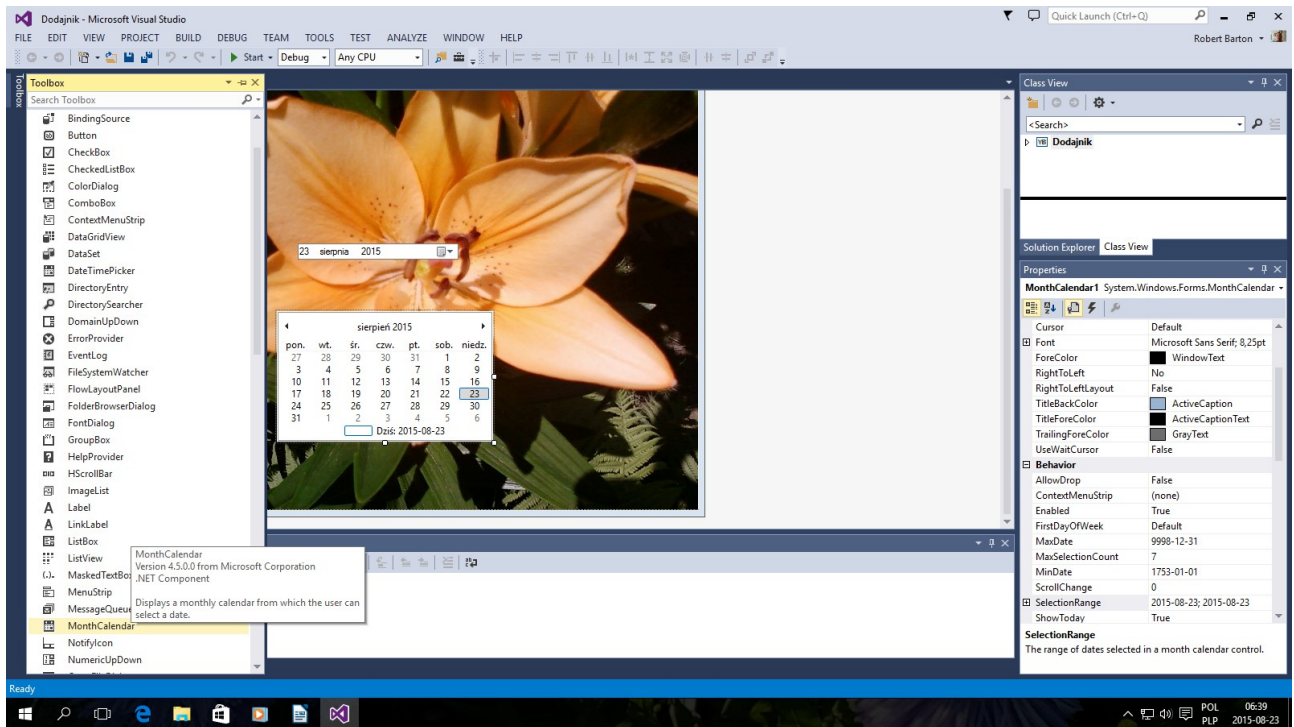 Dodajnik - Microsoft Visual Studio
Quick Launch (Ctrl+Q)
FILE EDIT VIEW PROJECT BUILD DEBUG TEAM TOOLS TEST ANALYZE WINDOW HELP
Robert Barton
Start Debug Any CPU
Toolbox
Toolbox
Search Toolbox
BindingSource
Button
CheckBox
CheckedListBox
ColorDialog
ComboBox
ContextMenuStrip
DataGridView
DataSet
DateTimePicker
DirectoryEntry
DirectorySearcher
DomainUpDown
ErrorProvider
EventLog
FileSystemWatcher
FlowLayoutPanel
FolderBrowserDialog
FontDialog
GroupBox
HelpProvider
HScrollBar
ImageList
Label
LinkLabel
ListBox
ListView
MaskedTextBo
MenuStrip
MessageQueu
MonthCalendar
NotifyIcon
NumericUpDown
MonthCalendar
Version 4.5.0.0 from Microsoft Corporation
.NET Component
Displays a monthly calendar from which the user can
select a date.
23 sierpnia 2015
sierpień 2015
pon. wt. śr. czw. pt. sob. niedz.
27 28 29 30 31 1 2
3 4 5 6 7 8 9
10 11 12 13 14 15 16
17 18 19 20 21 22 23
24 25 26 27 28 29 30
31 1 2 3 4 5 6
Dziś: 2015-08-23
Class View
<Search>
VB Dodajnik
Solution Explorer Class View
Properties
MonthCalendar1 System.Windows.Forms.MonthCalendar
Cursor Default
Font Microsoft Sans Serif; 8,25pt
ForeColor WindowText
RightToLeft No
RightToLeftLayout False
TitleBackColor ActiveCaption
TitleForeColor ActiveCaptionText
TrailingForeColor GrayText
UseWaitCursor False
Behavior
AllowDrop False
ContextMenuStrip (none)
Enabled True
FirstDayOfWeek Default
MaxDate 9998-12-31
MaxSelectionCount 7
MinDate 1753-01-01
ScrollChange 0
SelectionRange 2015-08-23; 2015-08-23
ShowToday True
SelectionRange
The range of dates selected in a month calendar control.
Ready
POL 06:39
PLP 2015-08-23